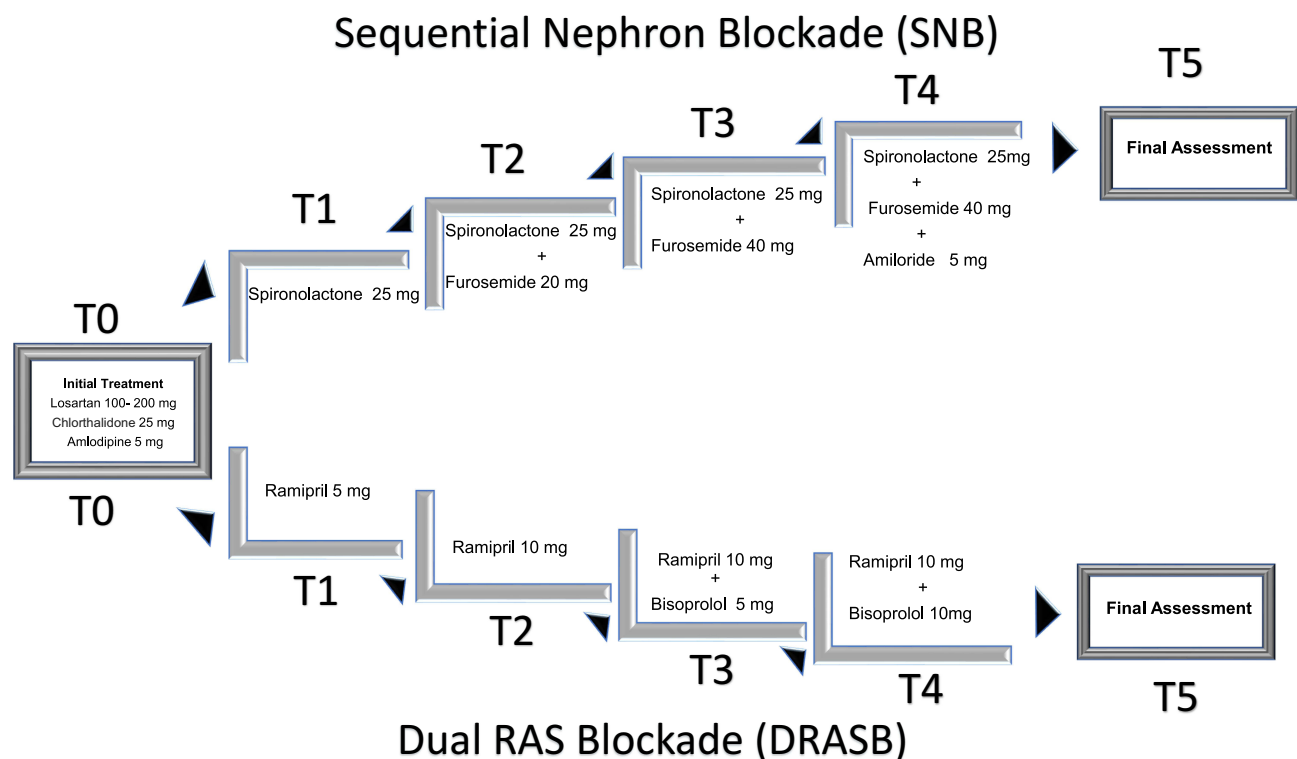 Sequential Nephron Blockade (SNB)
T5
T4
T3
T2
T1
T0
Final Assessment
Spironolactone 25mg
+
Furosemide 40 mg
+
Amiloride 5 mg
Spironolactone 25 mg
+
Furosemide 40 mg
Spironolactone 25 mg
+
Furosemide 20 mg
Spironolactone 25 mg
Initial Treatment
Losartan 100- 200 mg
Chlorthalidone 25 mg
Amlodipine 5 mg
T0
Ramipril 5 mg
T1
Ramipril 10 mg
T2
Ramipril 10 mg
+
Bisoprolol 5 mg
T3
Ramipril 10 mg
+
Bisoprolol 10mg
T4
Final Assessment
T5
Dual RAS Blockade (DRASB)